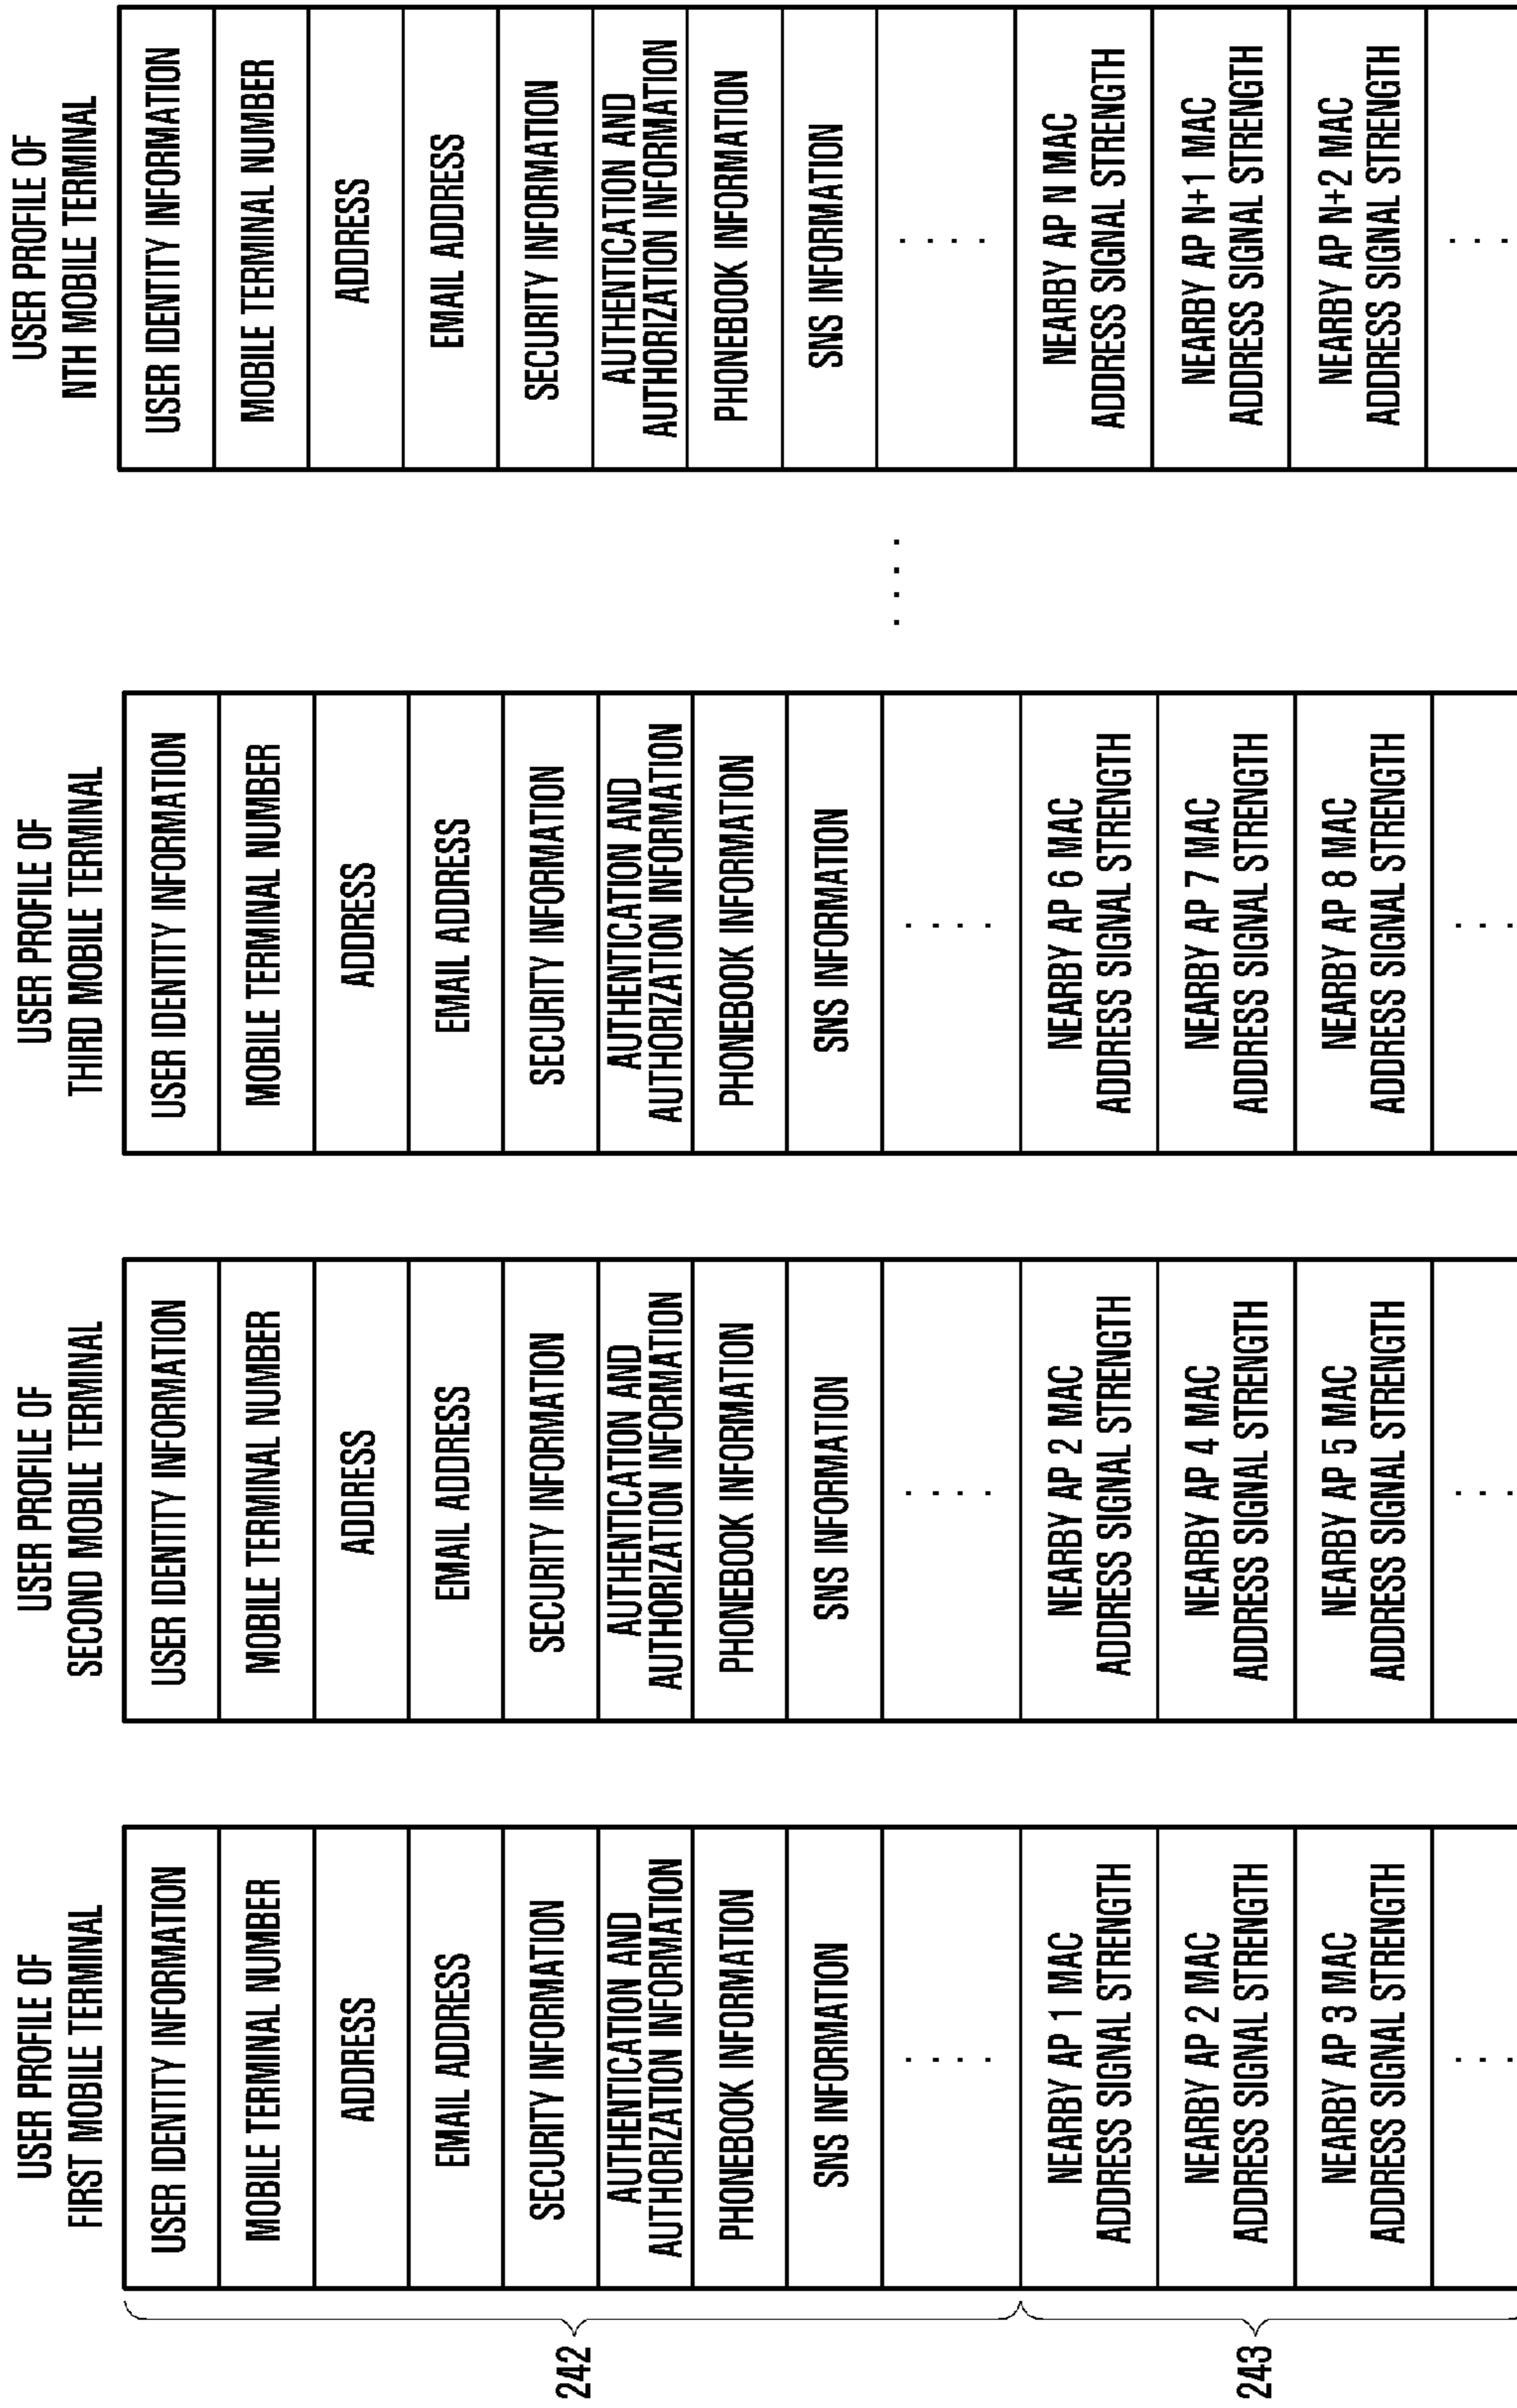 USER PROFILE OF
FIRST MOBILE TERMINAL
USER IDENTITY INFORMATION
MOBILE TERMINAL NUMBER
ADDRESS
EMAIL ADDRESS
SECURITY INFORMATION
AUTHENTICATION AND
AUTHORIZATION INFORMATION
PHONEBOOK INFORMATION
SNS INFORMATION
. . . .
NEARBY AP 1 MAC
ADDRESS SIGNAL STRENGTH
NEARBY AP 2 MAC
ADDRESS SIGNAL STRENGTH
NEARBY AP 3 MAC
ADDRESS SIGNAL STRENGTH
. . .
242
243
USER PROFILE OF
SECOND MOBILE TERMINAL
USER IDENTITY INFORMATION
MOBILE TERMINAL NUMBER
ADDRESS
EMAIL ADDRESS
SECURITY INFORMATION
AUTHENTICATION AND
AUTHORIZATION INFORMATION
PHONEBOOK INFORMATION
SNS INFORMATION
. . . .
NEARBY AP 2 MAC
ADDRESS SIGNAL STRENGTH
NEARBY AP 4 MAC
ADDRESS SIGNAL STRENGTH
NEARBY AP 5 MAC
ADDRESS SIGNAL STRENGTH
. . .
USER PROFILE OF
THIRD MOBILE TERMINAL
USER IDENTITY INFORMATION
MOBILE TERMINAL NUMBER
ADDRESS
EMAIL ADDRESS
SECURITY INFORMATION
AUTHENTICATION AND
AUTHORIZATION INFORMATION
PHONEBOOK INFORMATION
SNS INFORMATION
. . . .
NEARBY AP 6 MAC
ADDRESS SIGNAL STRENGTH
NEARBY AP 7 MAC
ADDRESS SIGNAL STRENGTH
NEARBY AP 8 MAC
ADDRESS SIGNAL STRENGTH
. . .
. . . .
USER PROFILE OF
NTH MOBILE TERMINAL
USER IDENTITY INFORMATION
MOBILE TERMINAL NUMBER
ADDRESS
EMAIL ADDRESS
SECURITY INFORMATION
AUTHENTICATION AND
AUTHORIZATION INFORMATION
PHONEBOOK INFORMATION
SNS INFORMATION
. . . .
NEARBY AP N MAC
ADDRESS SIGNAL STRENGTH
NEARBY AP N+1 MAC
ADDRESS SIGNAL STRENGTH
NEARBY AP N+2 MAC
ADDRESS SIGNAL STRENGTH
. . .